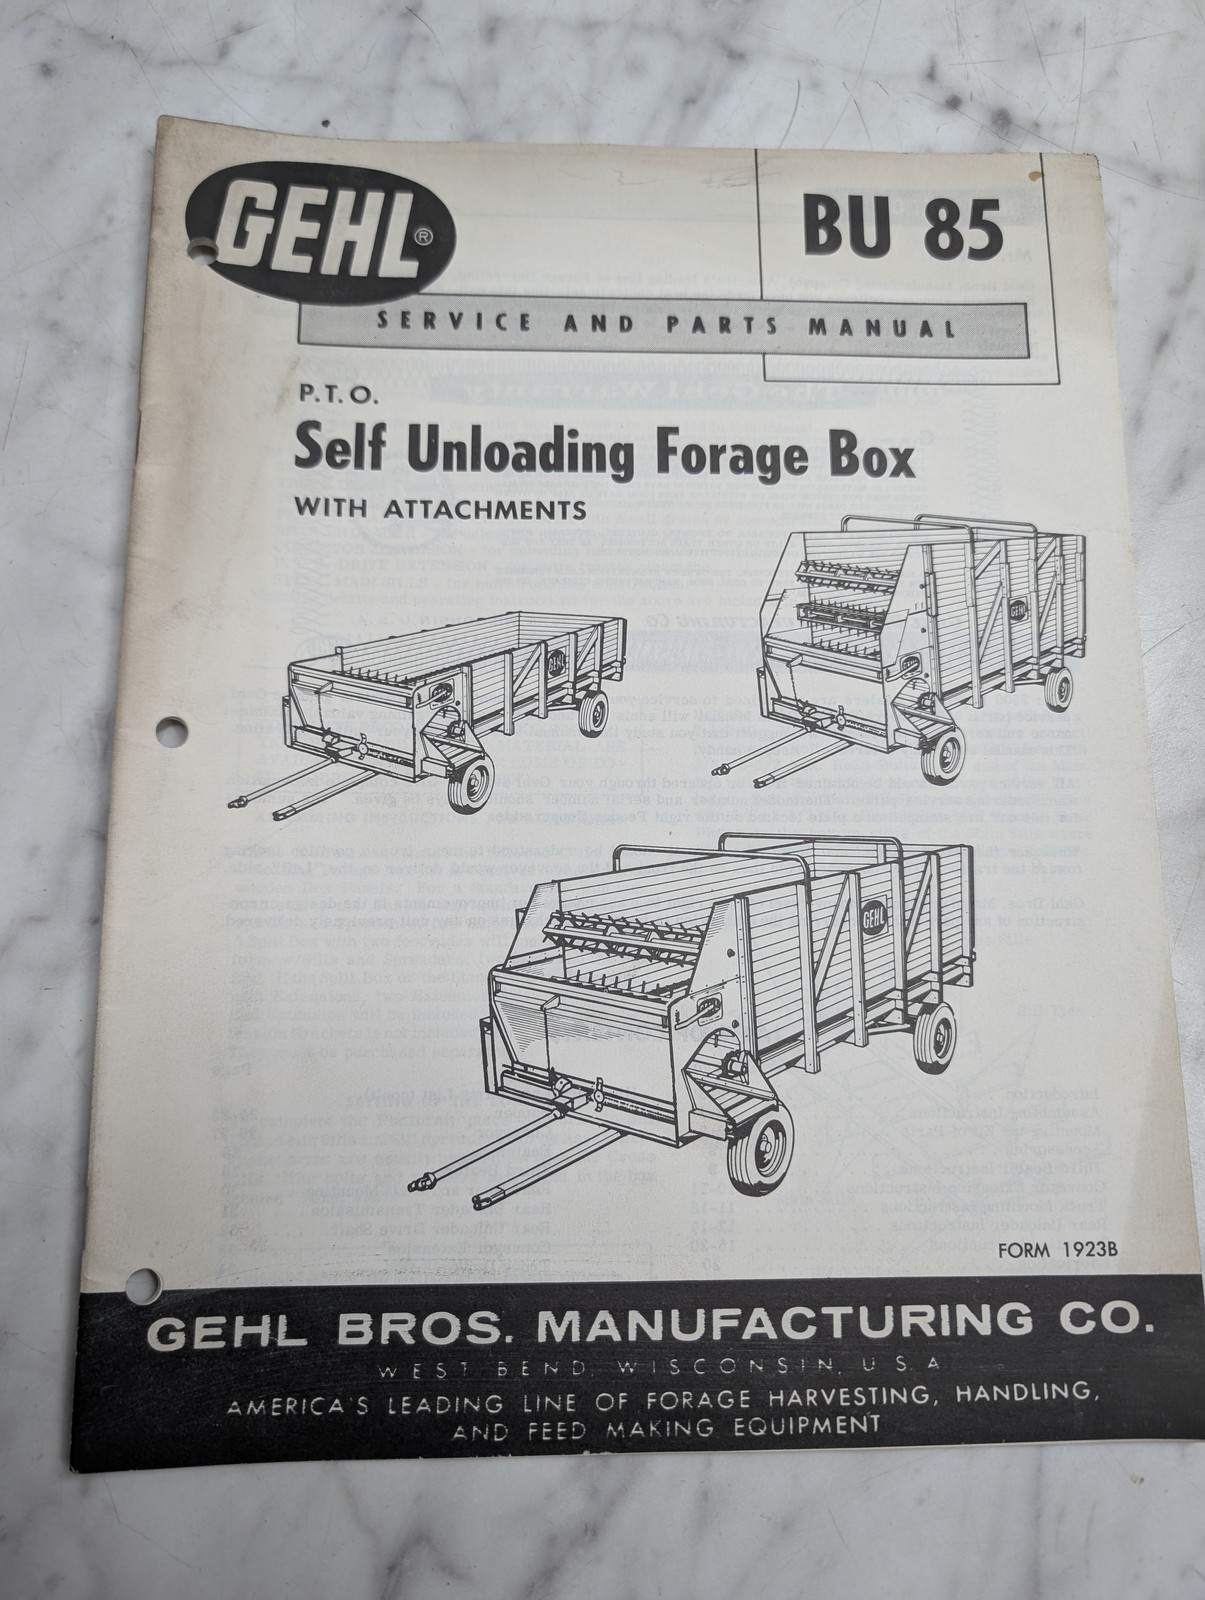 GEHL®
BU 85
SERVICE AND PARTS MANUAL
P.T.O.
Self Unloading Forage Box
WITH ATTACHMENTS
GEHL
GEHL
GEHL
FORM 1923B
GEHL BROS. MANUFACTURING CO.
WEST BEND, WISCONSIN, U.S.A
AMERICA'S LEADING LINE OF FORAGE HARVESTING, HANDLING,
AND FEED MAKING EQUIPMENT